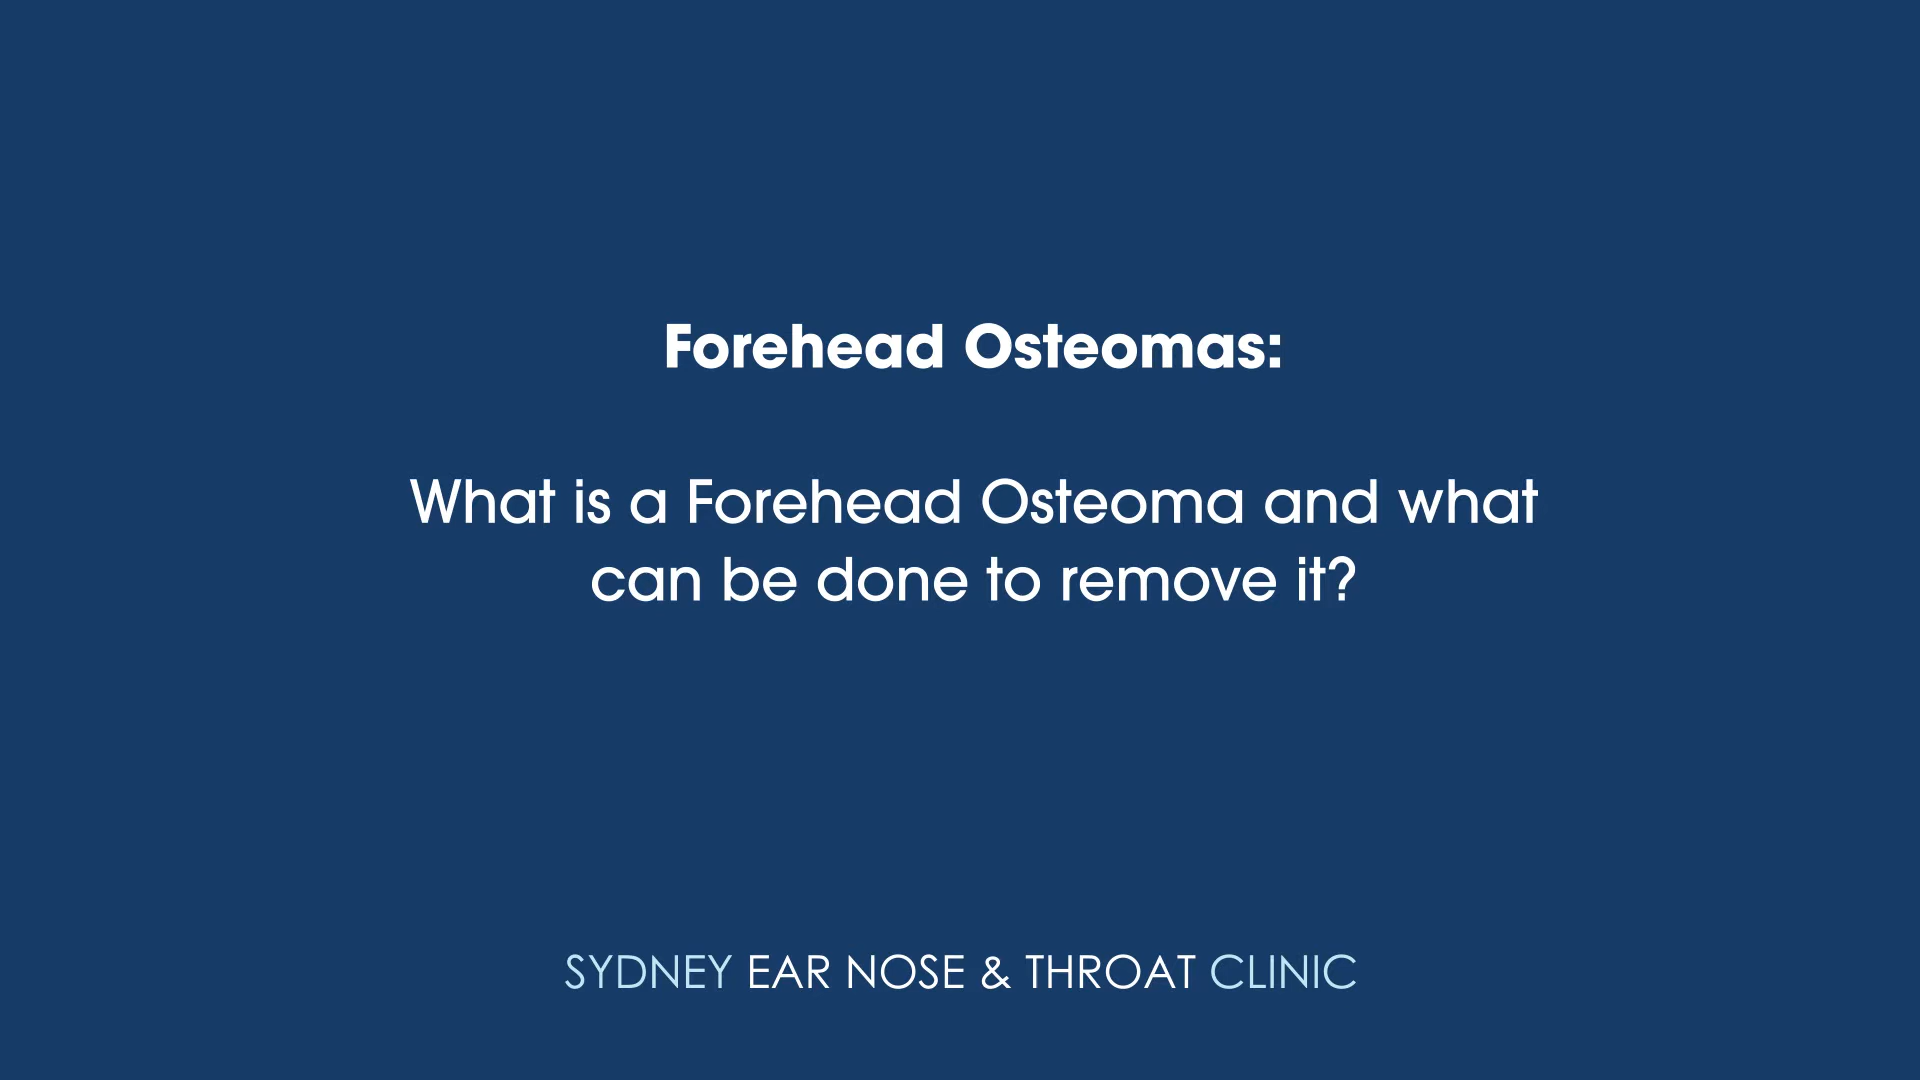 Forehead Osteomas:
What is a Forehead Osteoma and what
can be done to remove it?
SYDNEY EAR NOSE & THROAT CLINIC